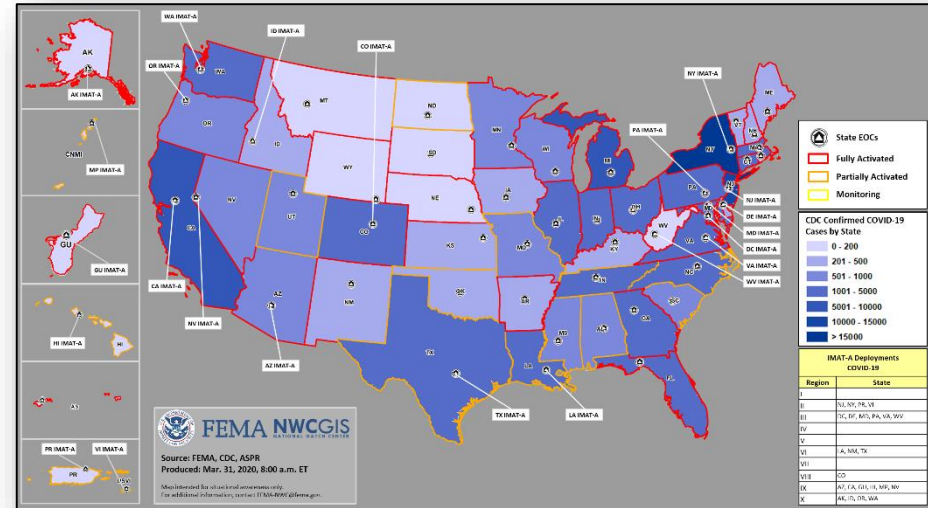 WA IMAT-A
ID IMAT-A
CO IMAT-A
OR IMAT-A
NY IMAT-A
PA IMAT-A
AK
AK IMAT-A
CNMI
MP IMAT-A
GU
GU IMAT-A
HI IMAT-A
HI
AS
PR IMAT-A
VI IMAT-A
PR
USVI
WA
OR
ID
MT
WY
ND
NE
MN
WI
IA
MI
NV
UT
CO
KS
CA
AZ
NM
OK
TX
LA
AR
MS
TN
KY
WV
VA
NC
SC
GA
FL
PA
NY
VT
ME
CA IMAT-A
NV IMAT-A
AZ IMAT-A
TX IMAT-A
LA IMAT-A
NJ IMAT-A
DE IMAT-A
MD IMAT-A
DC IMAT-A
VA IMAT-A
WV IMAT-A
State EOCs
Fully Activated
Partially Activated
Monitoring
CDC Confirmed COVID-19
Cases by State
0 - 200
201 - 500
501 - 1000
1001 - 5000
5001 - 10000
10000 - 15000
> 15000
IMAT-A Deployments
COVID-19
Region State
I
II NJ, NY, PR, VI
III DC, DE, MD, PA, VA, WV
IV
V
VI LA, NM, TX
VII
VIII CO
IX AZ, CA, GU, HI, MP, NV
X AK, ID, OR, WA
FEMA NWCGIS
NATIONAL WATCH CENTER
Source: FEMA, CDC, ASPR
Produced: Mar. 31, 2020, 8:00 a.m. ET
Map intended for situational awareness only.
For additional information, contact FEMA-NWC@fema.gov.